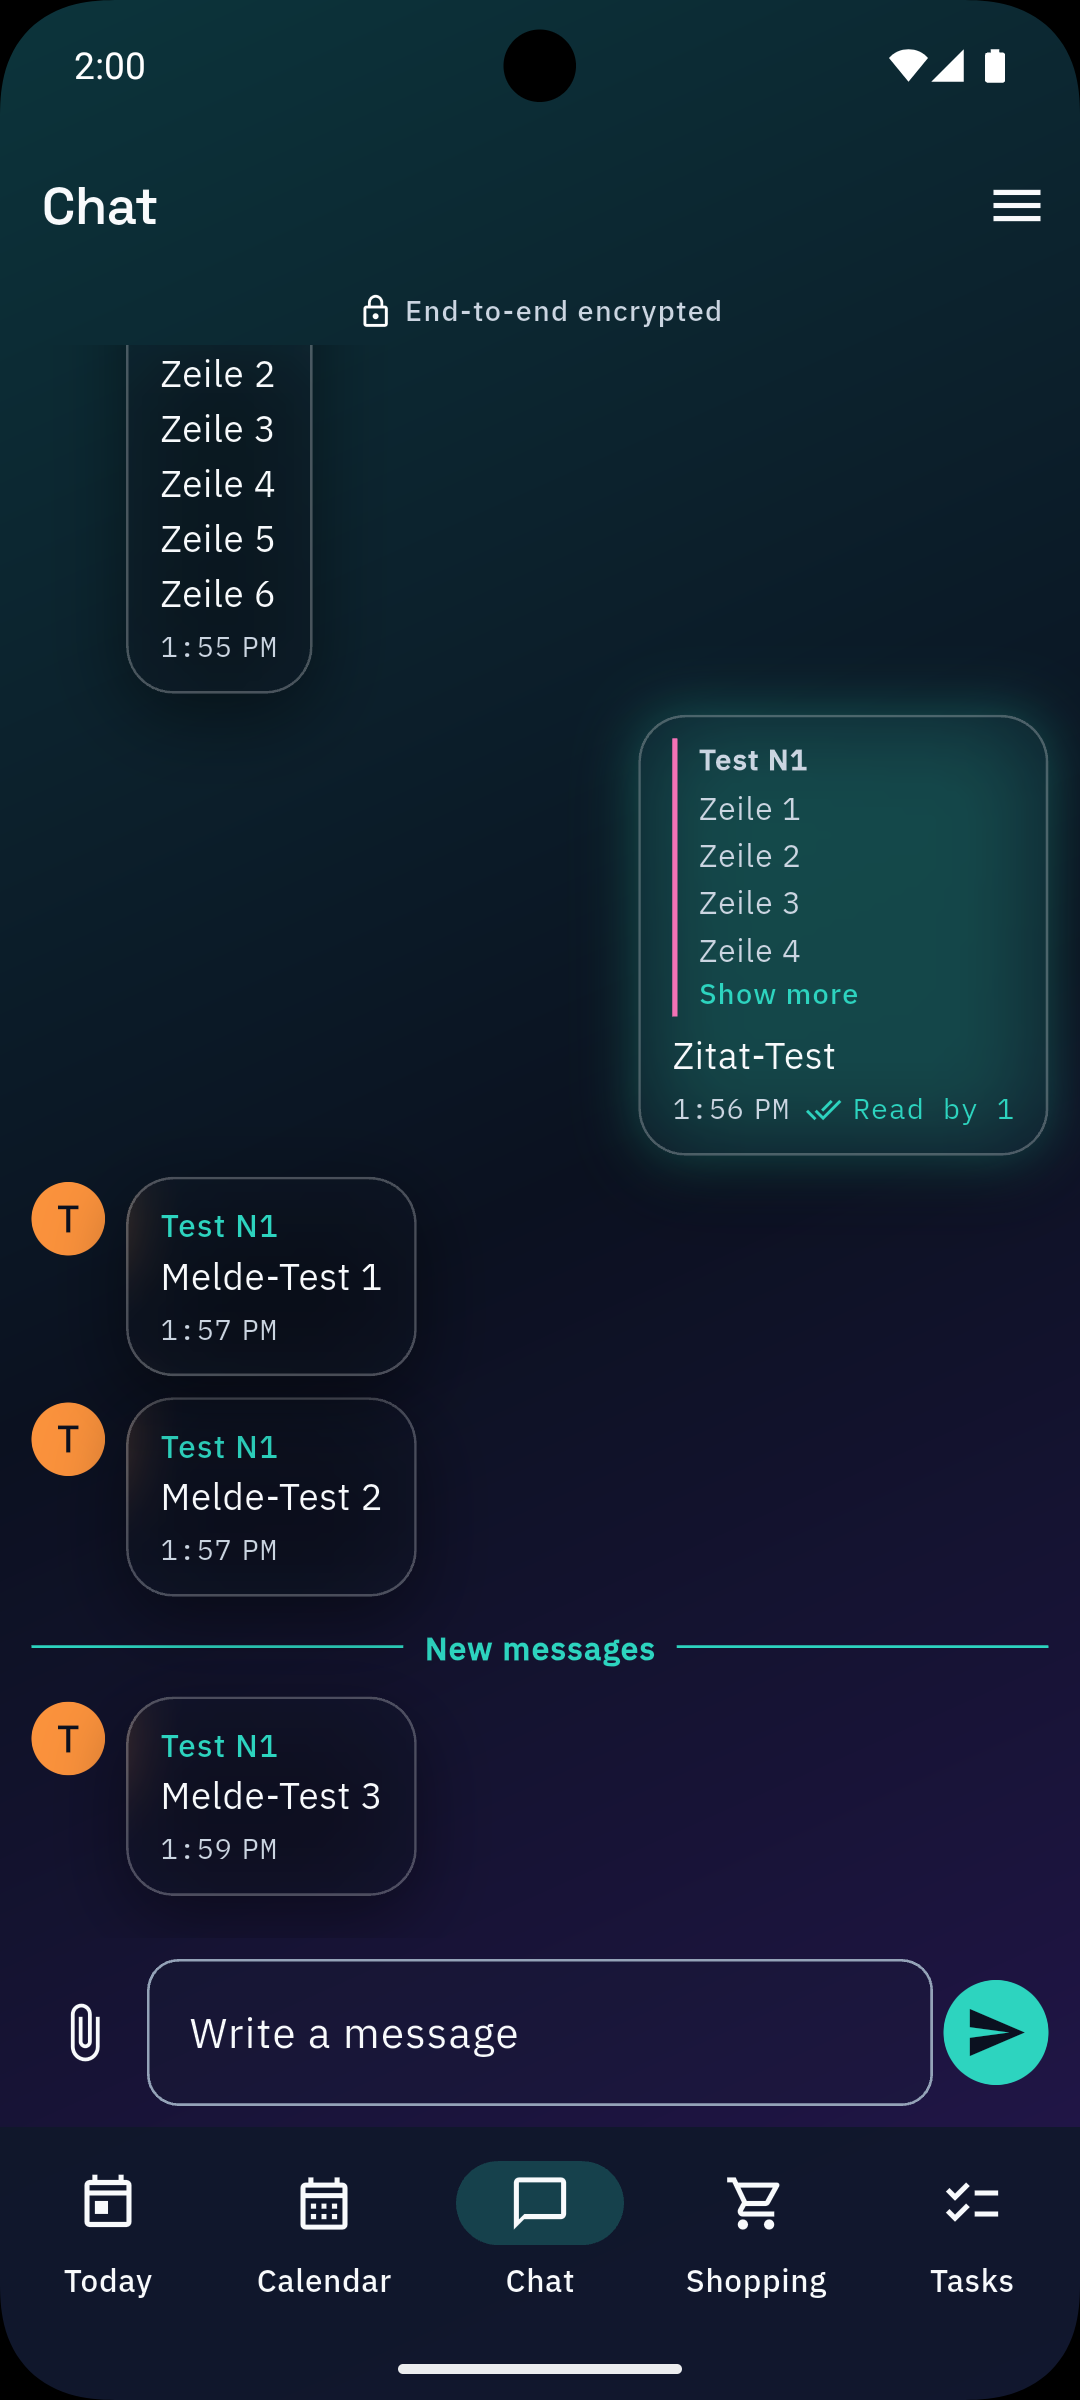 2:00
Chat
End-to-end encrypted
Zeile 2
Zeile 3
Zeile 4
Zeile 5
Zeile 6
1:55 PM
Test N1
Zeile 1
Zeile 2
Zeile 3
Zeile 4
Show more
Zitat-Test
1:56 PM Read by 1
T
Test N1
Melde-Test 1
1:57 PM
T
Test N1
Melde-Test 2
1:57 PM
New messages
T
Test N1
Melde-Test 3
1:59 PM
Write a message
Today Calendar Chat Shopping Tasks